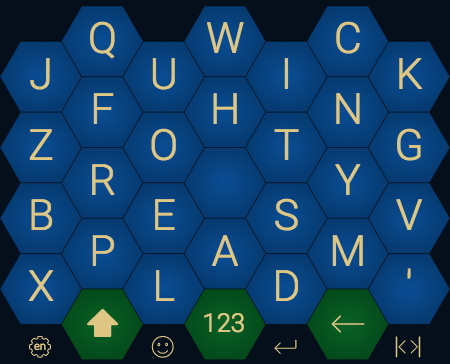 Q W C
J U I K
F H N
Z O T G
R Y
B E S V
P A M
X L D '
123
en